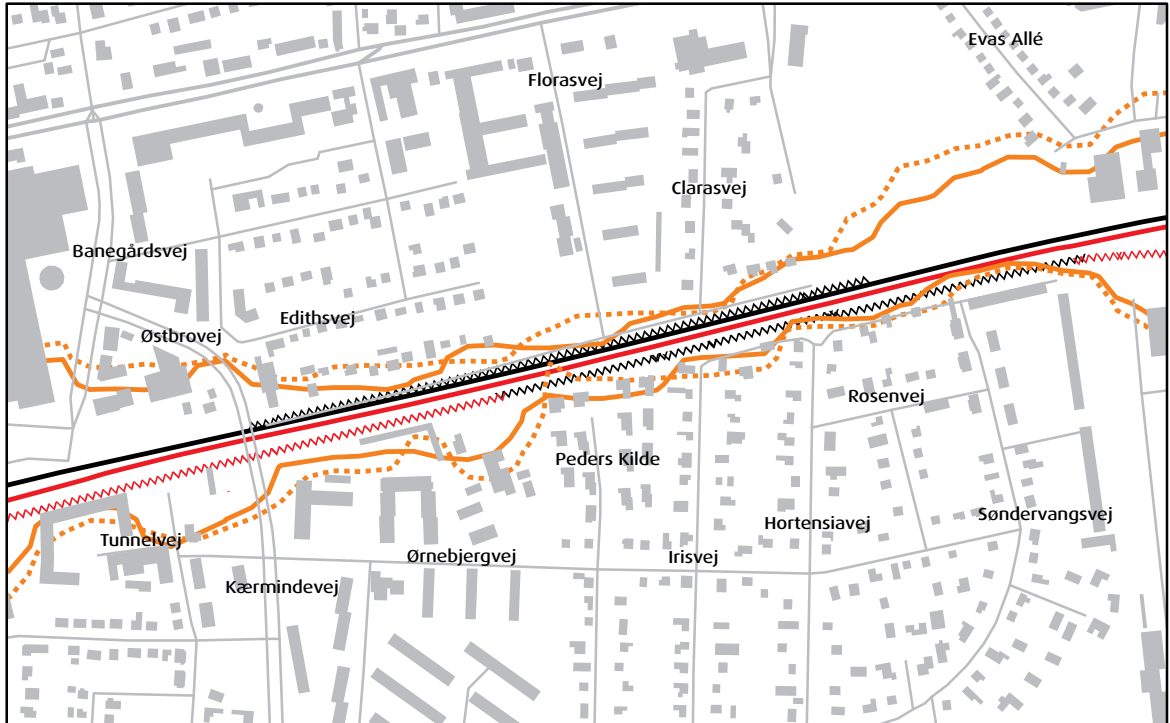 Evas Allé
Florasvej
Clarasvej
Banegårdsvej
Edithsvej
Østbrovej
Rosenvej
Peders Kilde
Søndervangsvej
Hortensiavej
Tunnelvej
Ørnebjergvej
Irisvej
Kærmindevej